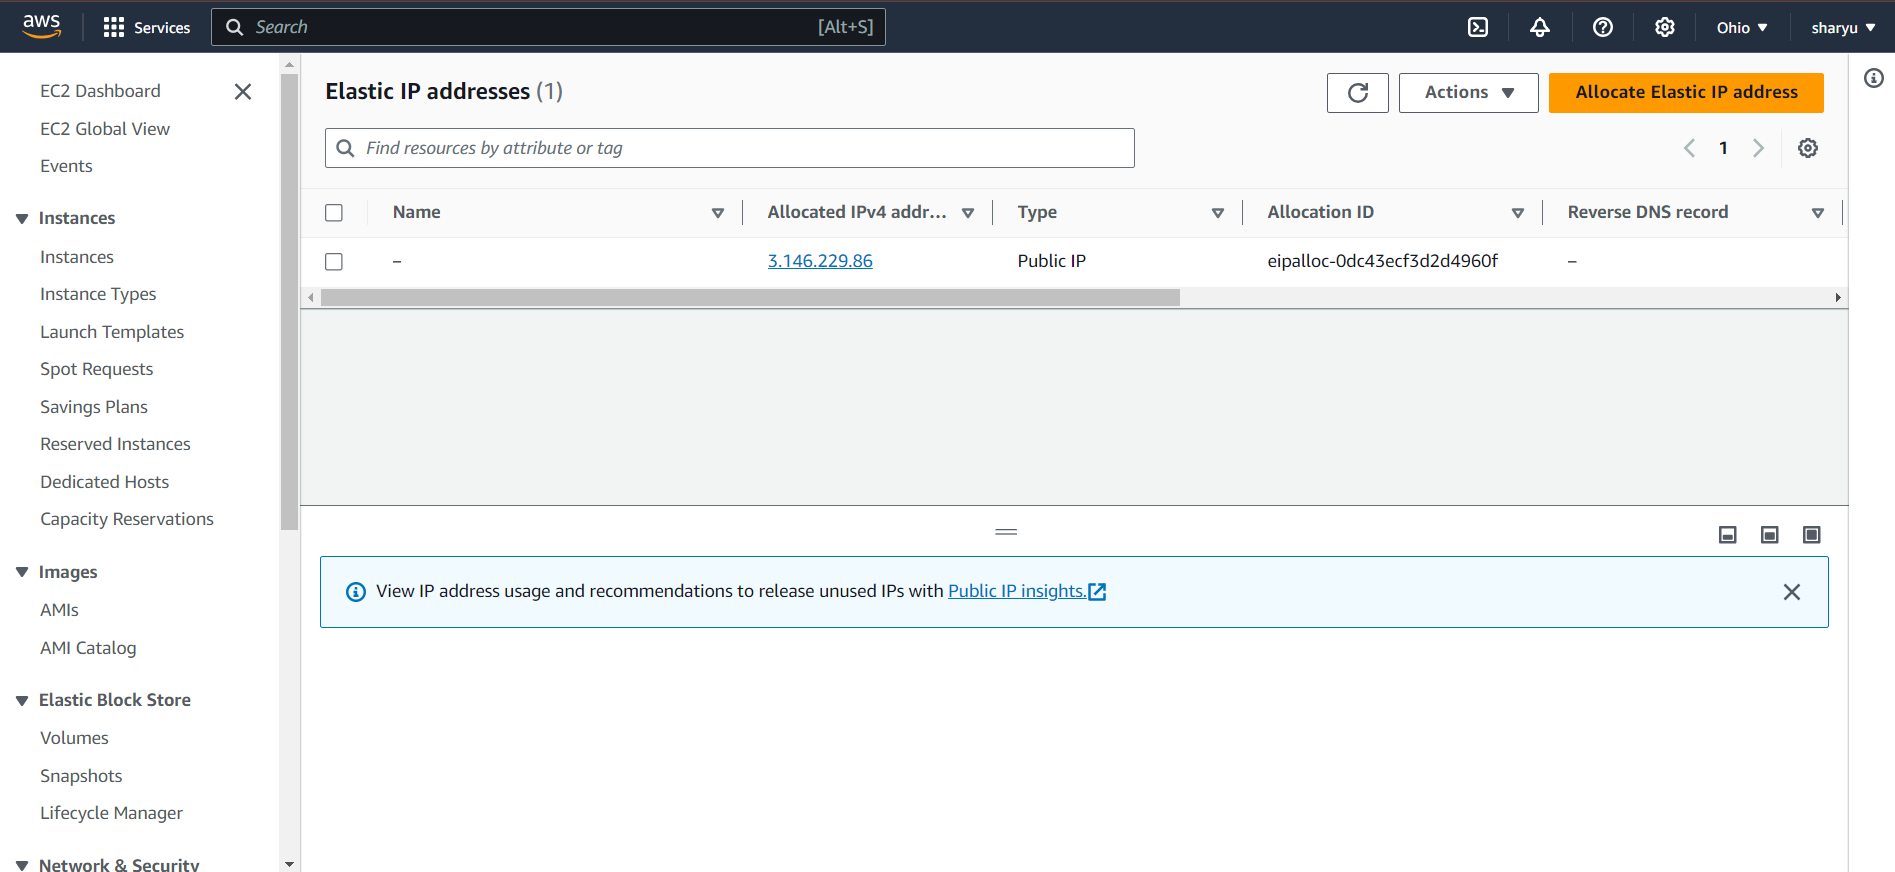 aws Services Search [Alt+S] Ohio sharyu
EC2 Dashboard
EC2 Global View
Events
Instances
Instances
Instance Types
Launch Templates
Spot Requests
Savings Plans
Reserved Instances
Dedicated Hosts
Capacity Reservations
Images
AMIs
AMI Catalog
Elastic Block Store
Volumes
Snapshots
Lifecycle Manager
Network & Security
Elastic IP addresses (1)
Actions
Allocate Elastic IP address
Find resources by attribute or tag
1
Name Allocated IPv4 addr... Type Allocation ID Reverse DNS record
– 3.146.229.86 Public IP eipalloc-0dc43ecf3d2d4960f –
View IP address usage and recommendations to release unused IPs with Public IP insights.